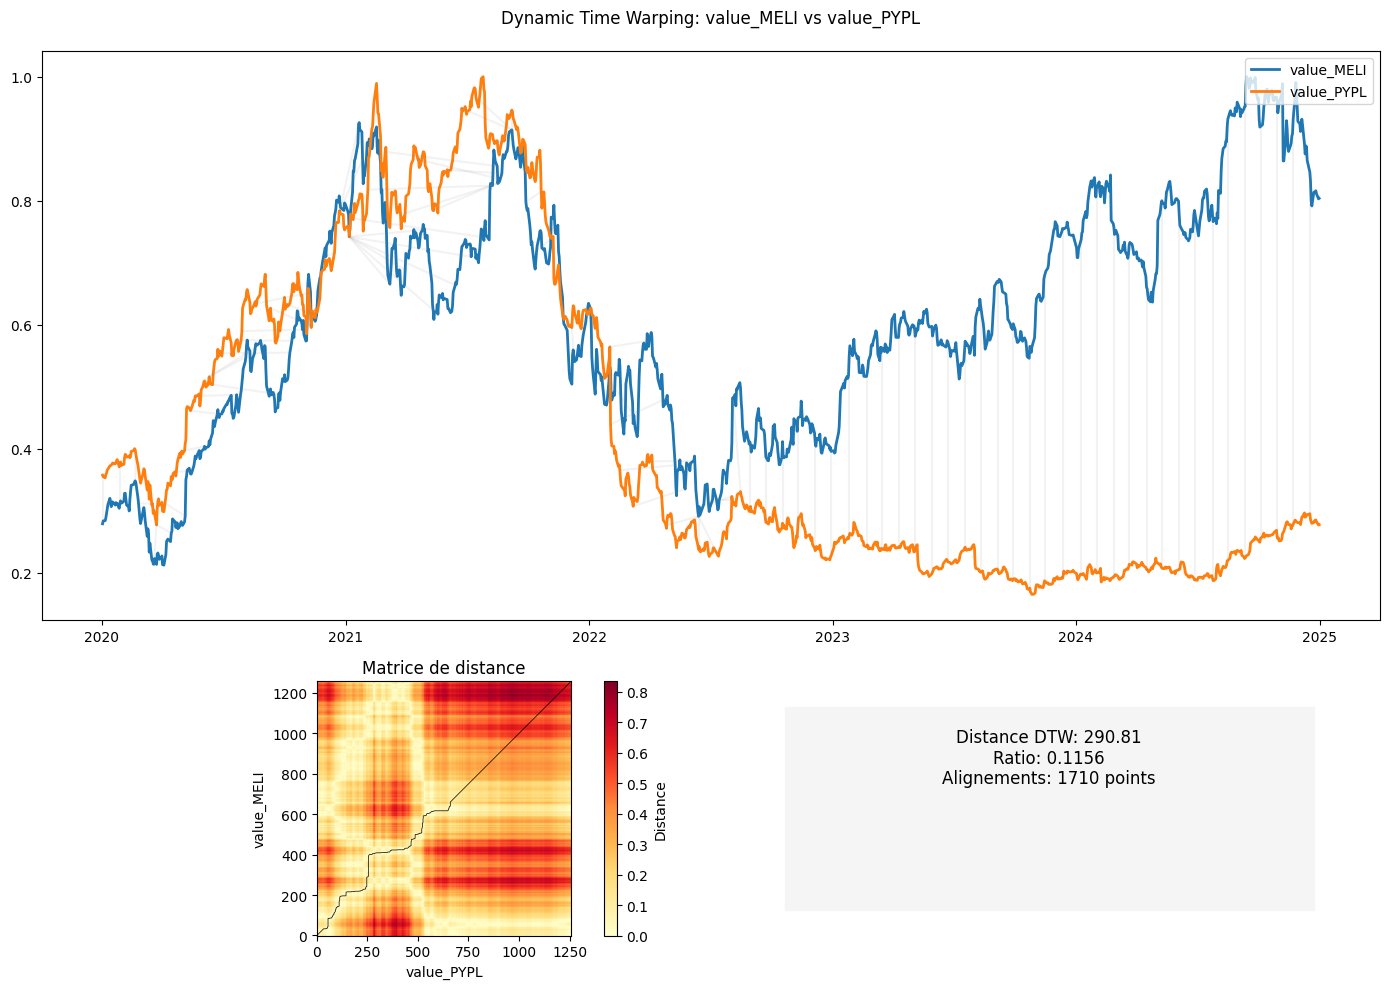 Dynamic Time Warping: value_MELI vs value_PYPL
value_MELI
value_PYPL
1.0
0.8
0.6
0.4
0.2
2020 2021 2022 2023 2024 2025
Matrice de distance
value_MELI
1200
1000
800
600
400
200
0
0 250 500 750 1000 1250
value_PYPL
0.8
0.7
0.6
0.5
0.4
0.3
0.2
0.1
0.0
Distance
Distance DTW: 290.81
Ratio: 0.1156
Alignements: 1710 points